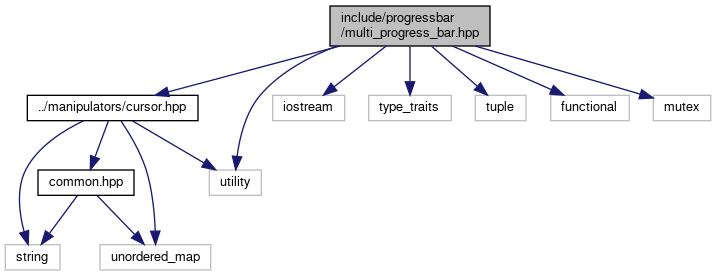 include/progressbar
/multi_progress_bar.hpp
../manipulators/cursor.hpp
iostream
type_traits
tuple
functional
mutex
common.hpp
utility
string
unordered_map